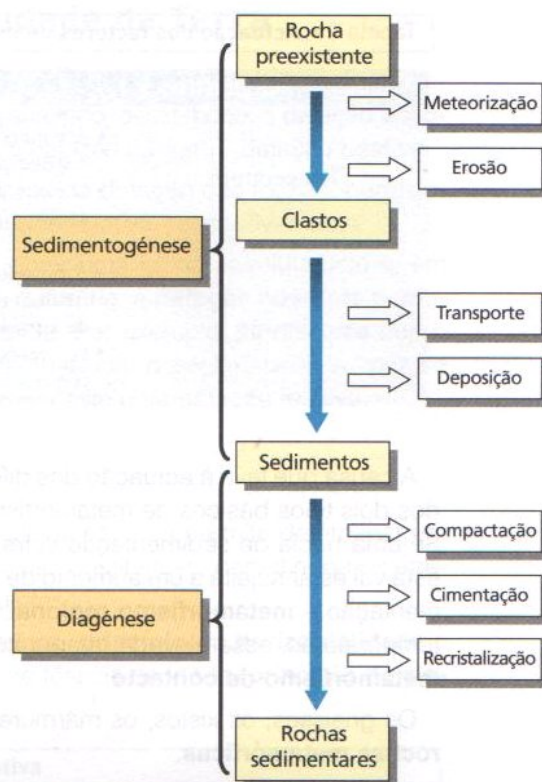 Rocha
preexistente
Meteorização
Erosão
Clastos
Sedimentogénese
Transporte
Deposição
Sedimentos
Compactação
Cimentação
Diagénese
Recristalização
Rochas
sedimentares